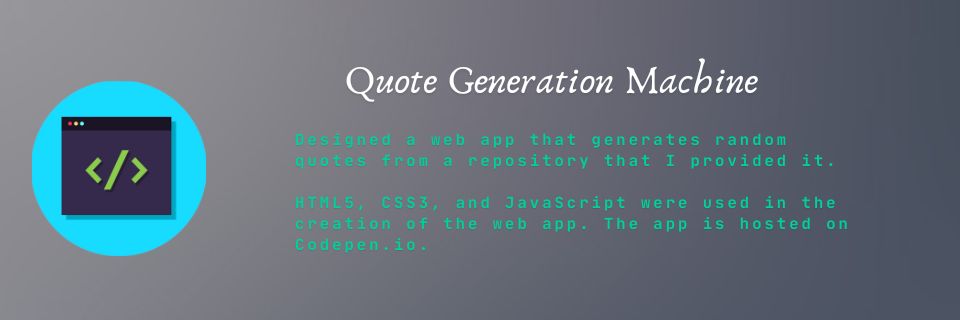 Quote Generation Machine
Designed a web app that generates random
quotes from a repository that I provided it.
HTML5, CSS3, and JavaScript were used in the
creation of the web app. The app is hosted on
Codepen.io.
</>